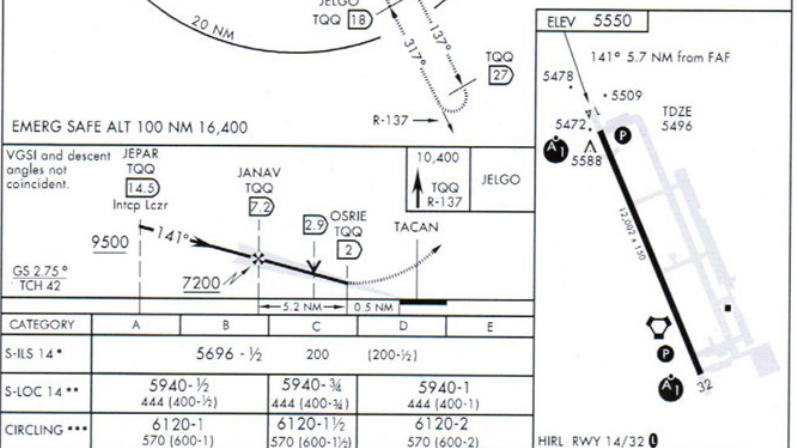 JELGO
TQQ 18
20 NM
317°
137°
TQQ
27
R-137
EMERG SAFE ALT 100 NM 16,400
ELEV 5550
141° 5.7 NM from FAF
5478
5509
5472
TDZE
5496
P
A1
5588
12,002 x 150
P
A1
32
HIRL RWY 14/32 L
VGSI and descent
angles not
coincident.
JEPAR
TQQ
14.5
Intcp Lczr
JANAV
TQQ
7.2
2.9
OSRIE
TQQ
2
TACAN
10,400
TQQ
R-137
JELGO
9500
141°
7200
GS 2.75°
TCH 42
5.2 NM
0.5 NM
CATEGORY A B C D E
S-ILS 14 * 5696 - ½ 200 (200-½)
S-LOC 14 ** 5940-½ 5940-¾ 5940-1
444 (400-½) 444 (400-¾) 444 (400-1)
CIRCLING *** 6120-1 6120-1½ 6120-2
570 (600-1) 570 (600-1½) 570 (600-2)